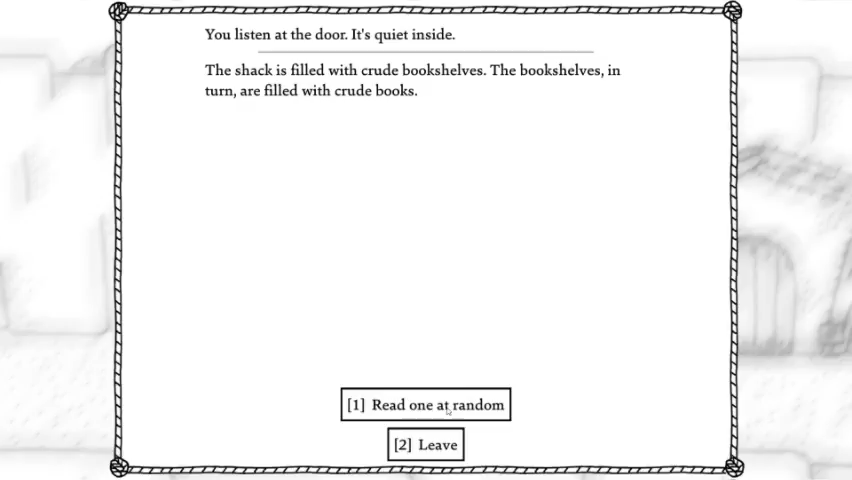 You listen at the door. It's quiet inside.
The shack is filled with crude bookshelves. The bookshelves, in
turn, are filled with crude books.
[1] Read one at random
[2] Leave